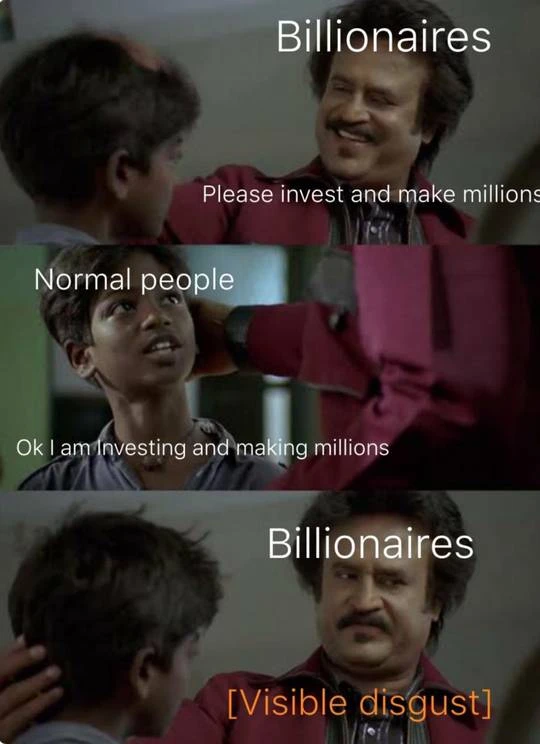 Billionaires
Please invest and make millions
Normal people
Ok I am Investing and making millions
Billionaires
[Visible disgust]